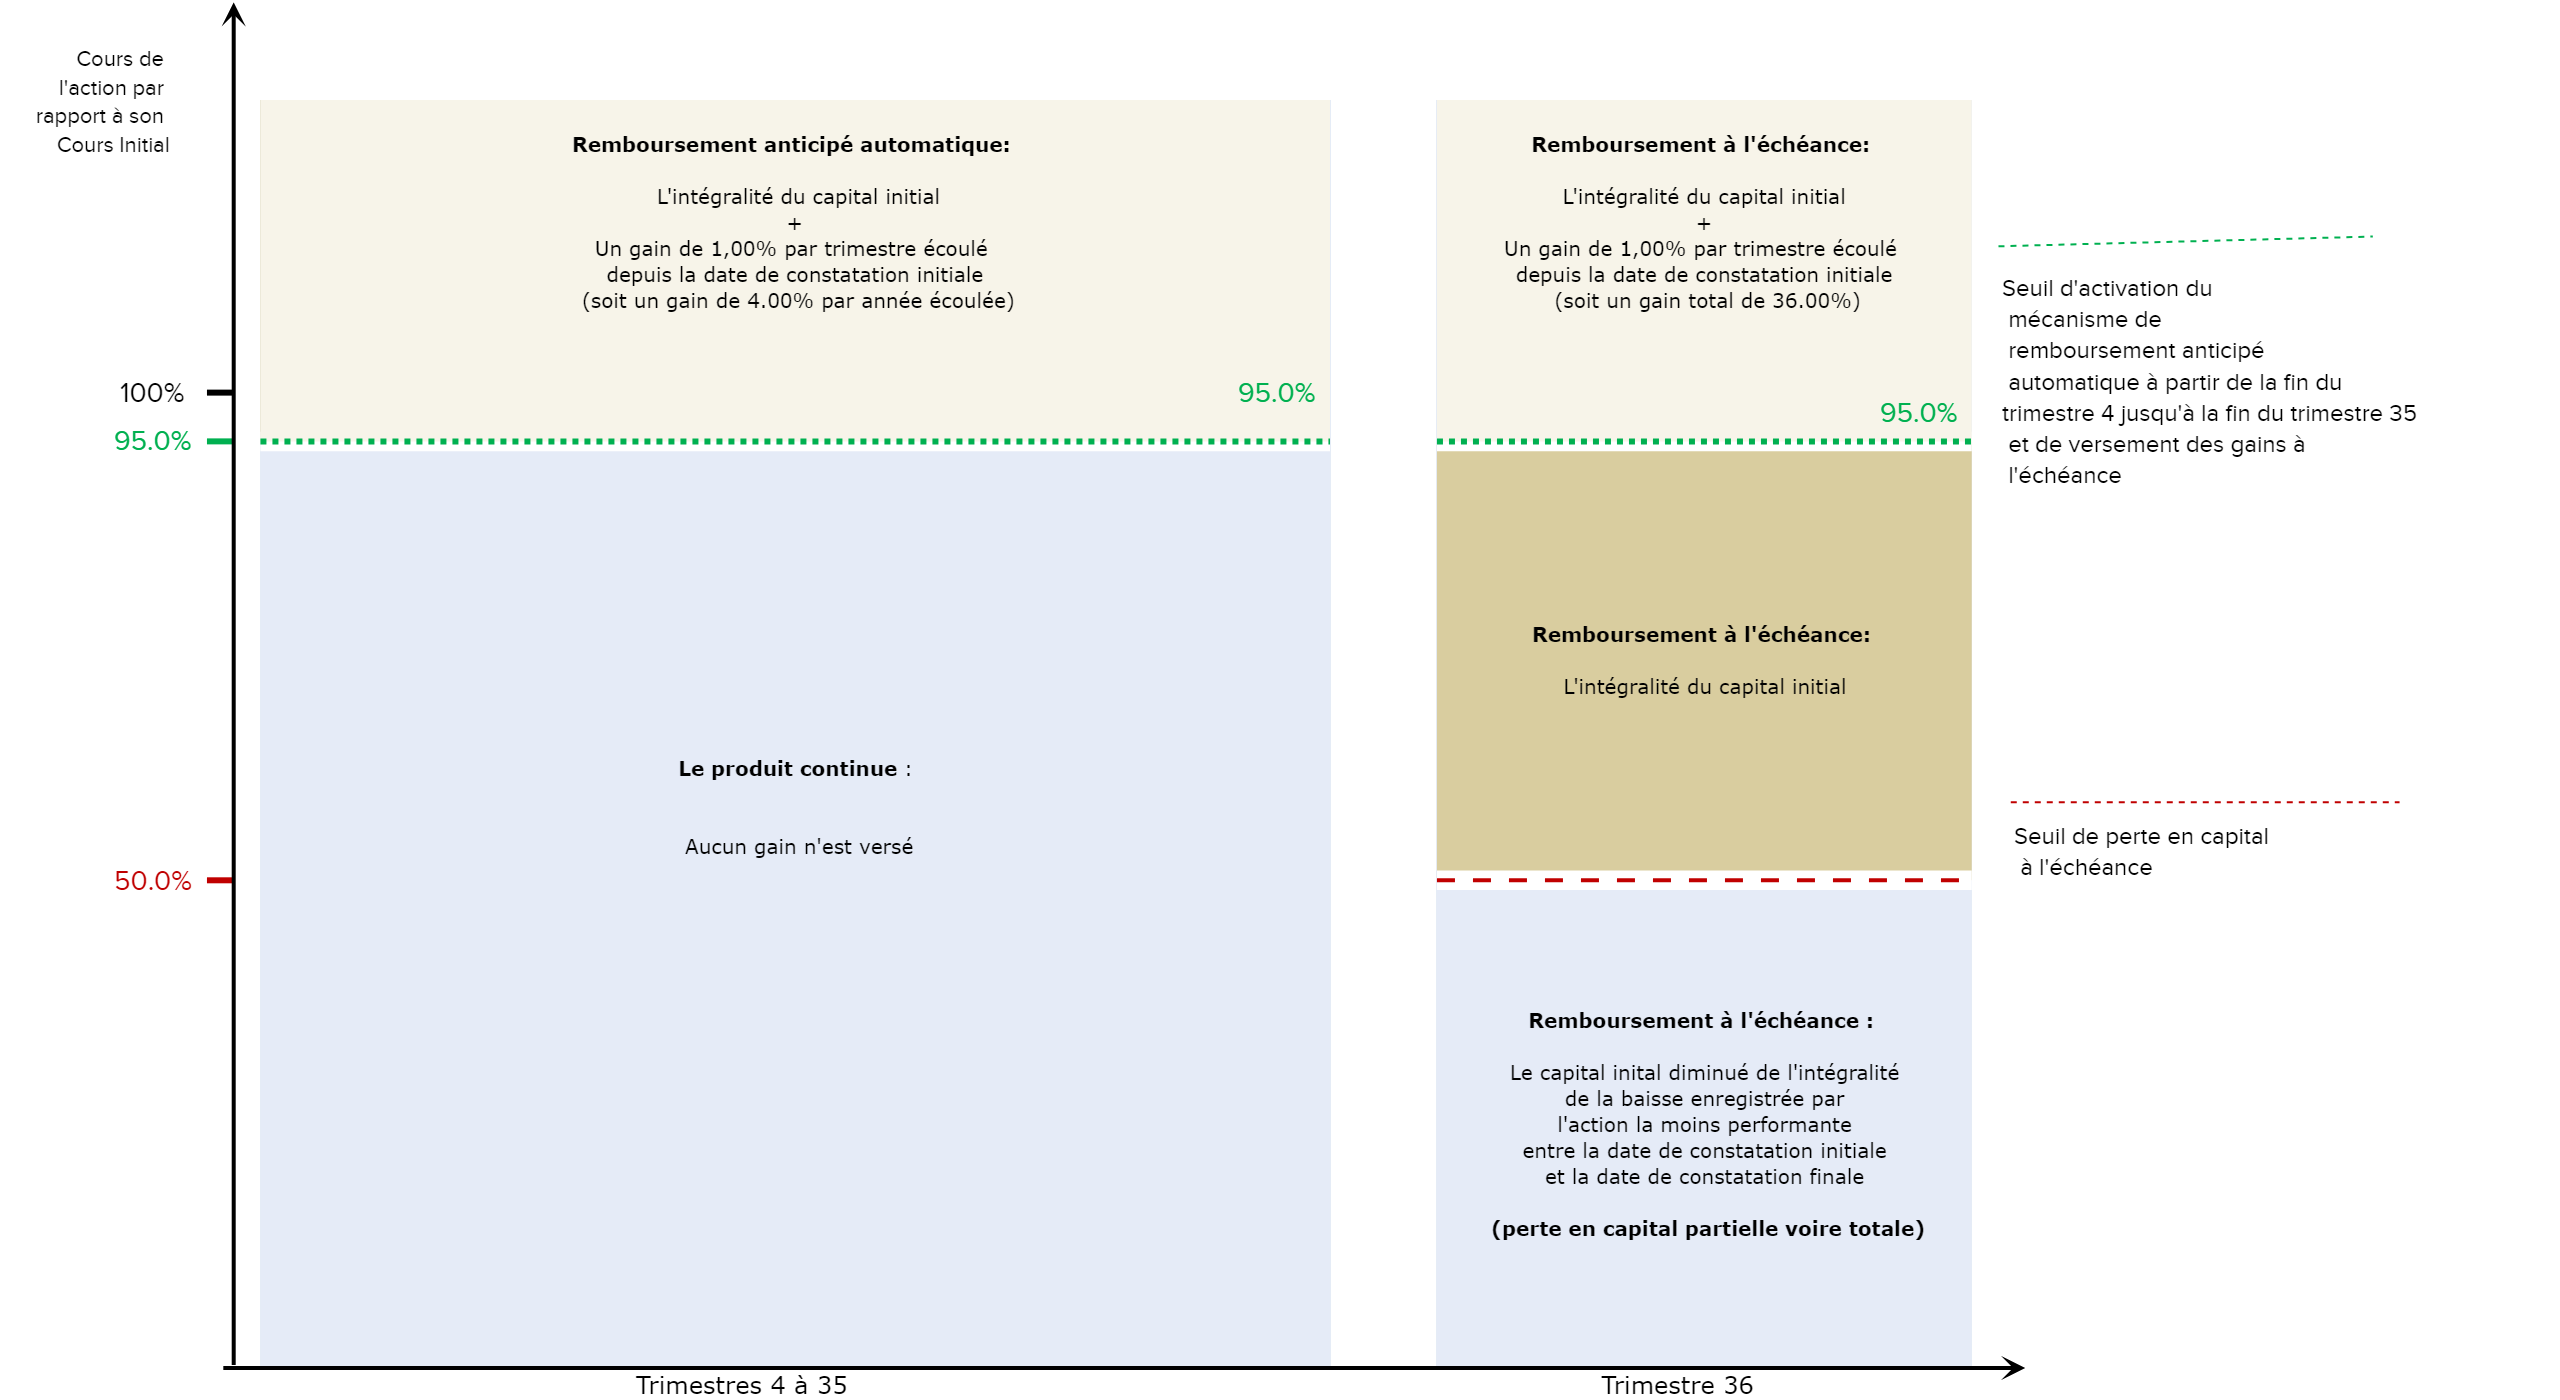 Cours de
l'action par
rapport à son
Cours Initial
Remboursement anticipé automatique:
L'intégralité du capital initial
+
Un gain de 1,00% par trimestre écoulé
depuis la date de constatation initiale
(soit un gain de 4.00% par année écoulée)
100%
95.0%
95.0%
Le produit continue :
Aucun gain n'est versé
50.0%
Remboursement à l'échéance:
L'intégralité du capital initial
+
Un gain de 1,00% par trimestre écoulé
depuis la date de constatation initiale
(soit un gain total de 36.00%)
95.0%
Remboursement à l'échéance:
L'intégralité du capital initial
Remboursement à l'échéance :
Le capital inital diminué de l'intégralité
de la baisse enregistrée par
l'action la moins performante
entre la date de constatation initiale
et la date de constatation finale
(perte en capital partielle voire totale)
Seuil d'activation du
mécanisme de
remboursement anticipé
automatique à partir de la fin du
trimestre 4 jusqu'à la fin du trimestre 35
et de versement des gains à
l'échéance
Seuil de perte en capital
à l'échéance
Trimestres 4 à 35
Trimestre 36